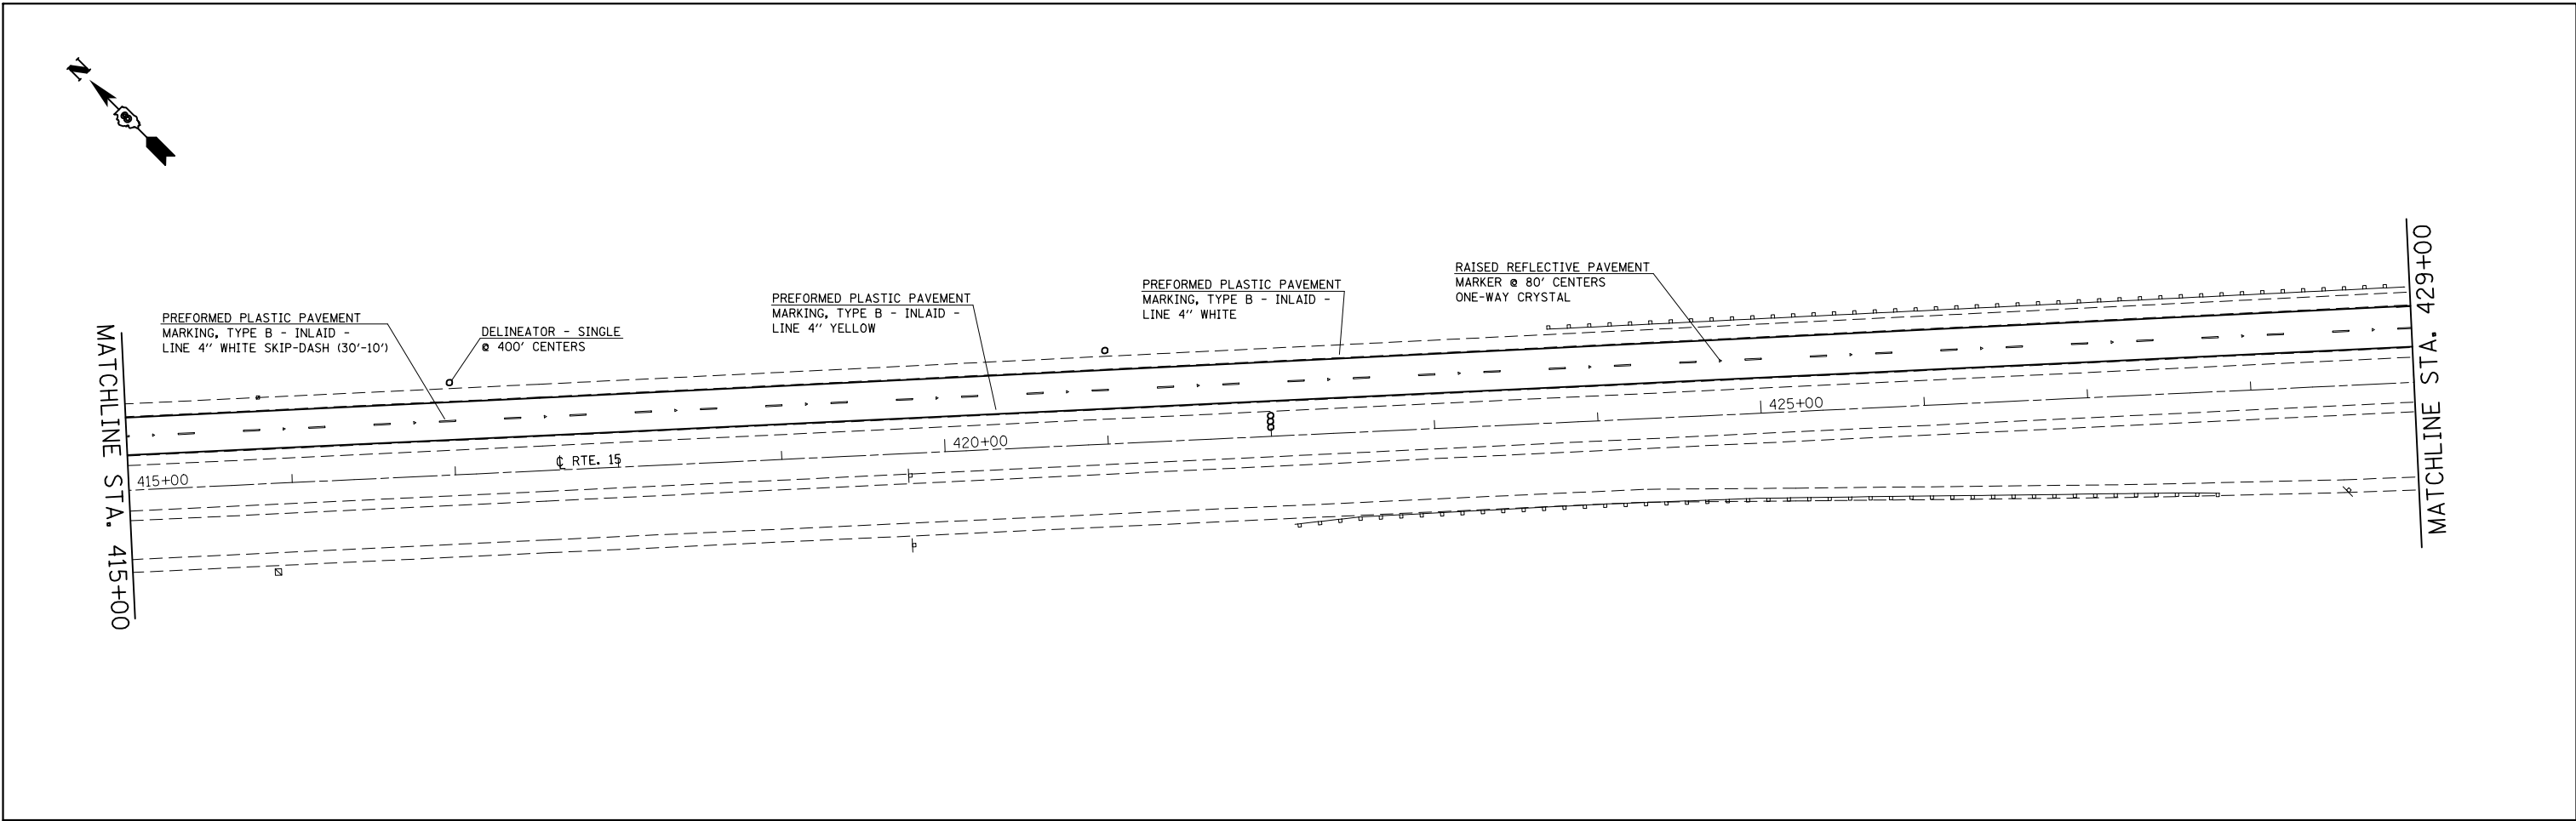 N
PREFORMED PLASTIC PAVEMENT
MARKING, TYPE B - INLAID -
LINE 4" WHITE SKIP-DASH (30'-10')
DELINEATOR - SINGLE
@ 400' CENTERS
PREFORMED PLASTIC PAVEMENT
MARKING, TYPE B - INLAID -
LINE 4" YELLOW
PREFORMED PLASTIC PAVEMENT
MARKING, TYPE B - INLAID -
LINE 4" WHITE
RAISED REFLECTIVE PAVEMENT
MARKER @ 80' CENTERS
ONE-WAY CRYSTAL
MATCHLINE STA. 415+00
415+00
℄ RTE. 15
420+00
425+00
MATCHLINE STA. 429+00